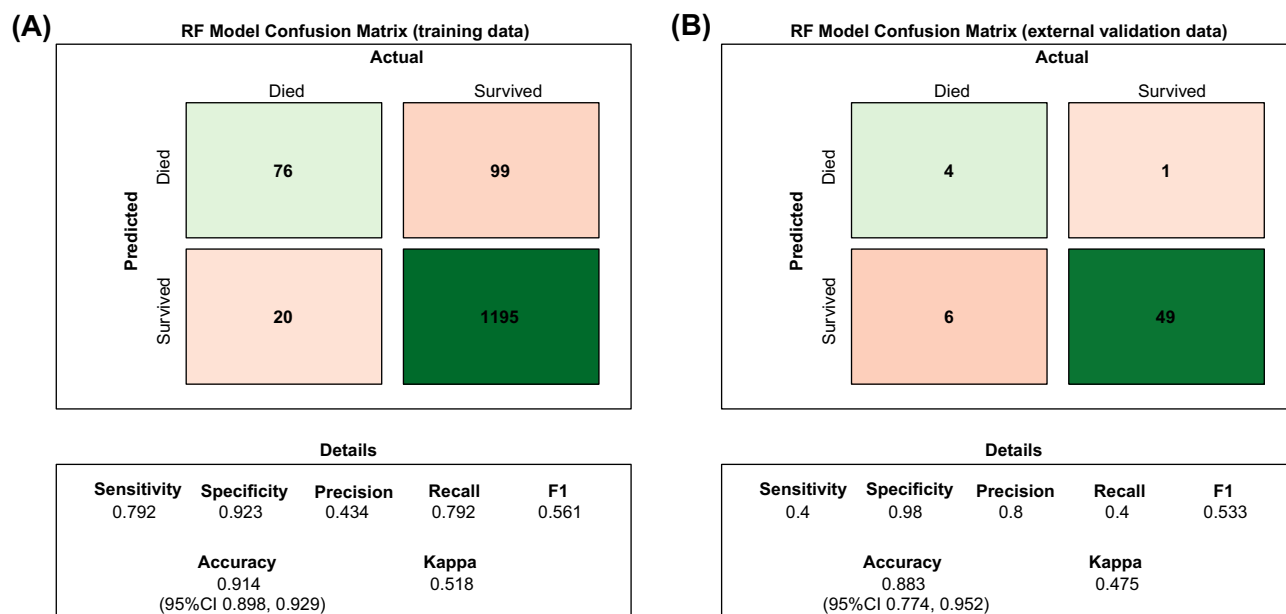 (A)
RF Model Confusion Matrix (training data)
Actual
Died Survived
Predicted
Died
76 99
Survived
20 1195
Details
Sensitivity Specificity Precision Recall F1
0.792 0.923 0.434 0.792 0.561
Accuracy Kappa
0.914 0.518
(95%CI 0.898, 0.929)
(B)
RF Model Confusion Matrix (external validation data)
Actual
Died Survived
Predicted
Died
4 1
Survived
6 49
Details
Sensitivity Specificity Precision Recall F1
0.4 0.98 0.8 0.4 0.533
Accuracy Kappa
0.883 0.475
(95%CI 0.774, 0.952)